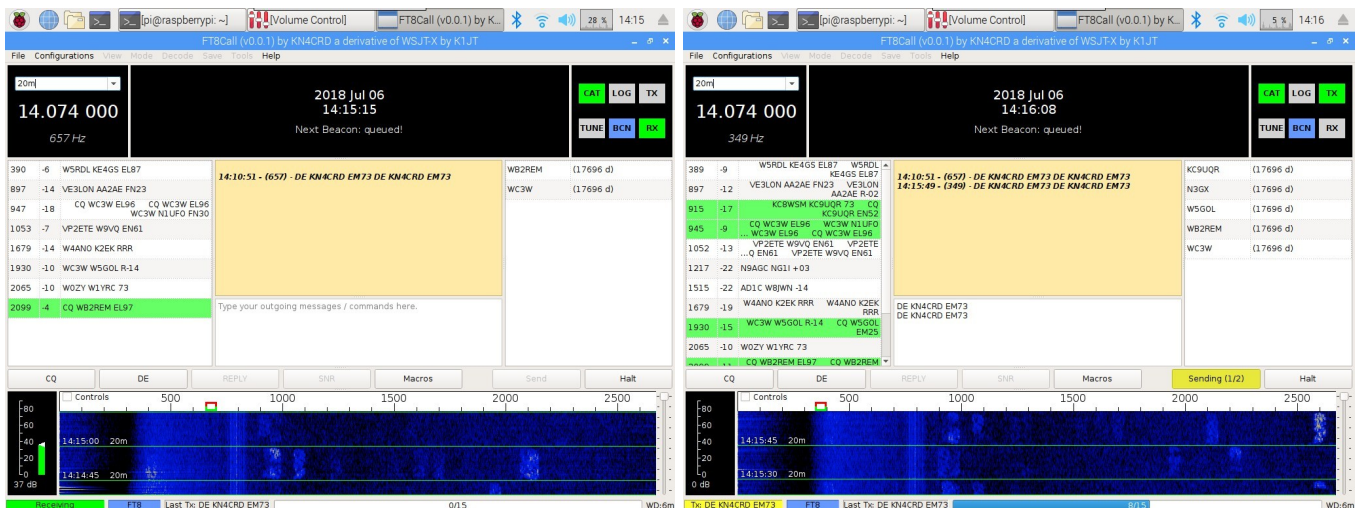 [pi@raspberrypi: ~]
[Volume Control]
FT8Call (v0.0.1) by K...
28 %
14:15
FT8Call (v0.0.1) by KN4CRD a derivative of WSJT-X by K1JT
File Configurations View Mode Decode Save Tools Help
20m
14.074 000
657 Hz
2018 Jul 06
14:15:15
Next Beacon: queued!
CAT LOG TX
TUNE BCN RX
390 -6 W5RDL KE4GS EL87
897 -14 VE3LON AA2AE FN23
947 -18 CQ WC3W EL96 CQ WC3W EL96
WC3W N1UFO FN30
1053 -7 VP2ETE W9VQ EN61
1679 -14 W4ANO K2EK RRR
1930 -10 WC3W W5GOL R-14
2065 -10 W0ZY W1YRC 73
2099 -4 CQ WB2REM EL97
14:10:51 - (657) - DE KN4CRD EM73 DE KN4CRD EM73
Type your outgoing messages / commands here.
WB2REM (17696 d)
WC3W (17696 d)
CQ DE REPLY SNR Macros Send Halt
Controls
500 1000 1500 2000 2500
80
60
40
20
0
37 dB
14:15:00 20m
14:14:45 20m
Receiving FT8 Last Tx: DE KN4CRD EM73 0/15 WD:6m
[pi@raspberrypi: ~]
[Volume Control]
FT8Call (v0.0.1) by K...
5 %
14:16
FT8Call (v0.0.1) by KN4CRD a derivative of WSJT-X by K1JT
File Configurations View Mode Decode Save Tools Help
20m
14.074 000
349 Hz
2018 Jul 06
14:16:08
Next Beacon: queued!
CAT LOG TX
TUNE BCN RX
389 -9 W5RDL KE4GS EL87 W5RDL
KE4GS EL87
897 -12 VE3LON AA2AE FN23 VE3LON
AA2AE R-02
915 -17 KC8WSM KC9UQR 73 CQ
KC9UQR EN52
945 -9 CQ WC3W EL96 WC3W N1UFO
... WC3W EL96 CQ WC3W EL96
1052 -13 VP2ETE W9VQ EN61 VP2ETE
...Q EN61 VP2ETE W9VQ EN61
1217 -22 N9AGC NG1I +03
1515 -22 AD1C W8JWN -14
1679 -19 W4ANO K2EK RRR W4ANO K2EK
RRR
1930 -15 WC3W W5GOL R-14 CQ W5GOL
EM25
2065 -10 W0ZY W1YRC 73
CQ WB2REM EL97 CQ WB2REM
14:10:51 - (657) - DE KN4CRD EM73 DE KN4CRD EM73
14:15:49 - (349) - DE KN4CRD EM73 DE KN4CRD EM73
DE KN4CRD EM73
DE KN4CRD EM73
KC9UQR (17696 d)
N3GX (17696 d)
W5GOL (17696 d)
WB2REM (17696 d)
WC3W (17696 d)
CQ DE REPLY SNR Macros Sending (1/2) Halt
Controls
500 1000 1500 2000 2500
80
60
40
20
0
0 dB
14:15:45 20m
14:15:30 20m
Tx: DE KN4CRD EM73 FT8 Last Tx: DE KN4CRD EM73 8/15 WD:6m